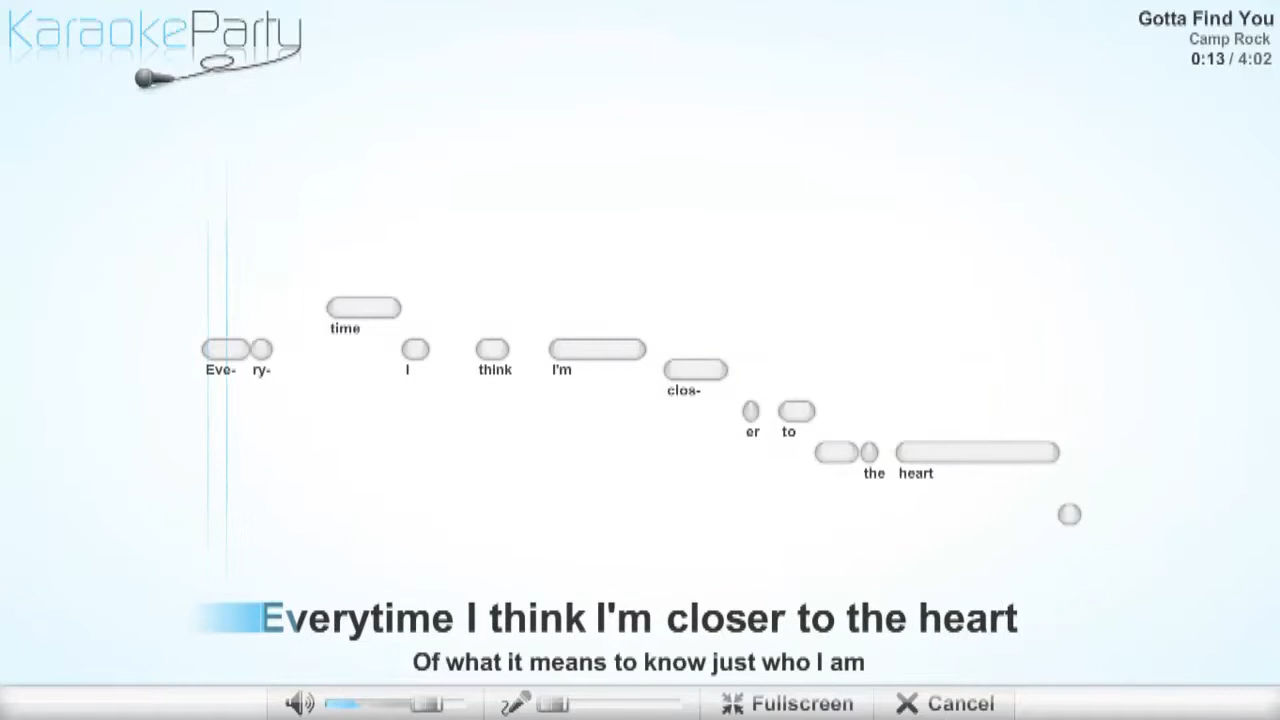 KaraokeParty
Gotta Find You
Camp Rock
0:13 / 4:02
time
Eve- ry- I think I'm
clos-
er to
the heart
Everytime I think I'm closer to the heart
Of what it means to know just who I am
Fullscreen Cancel